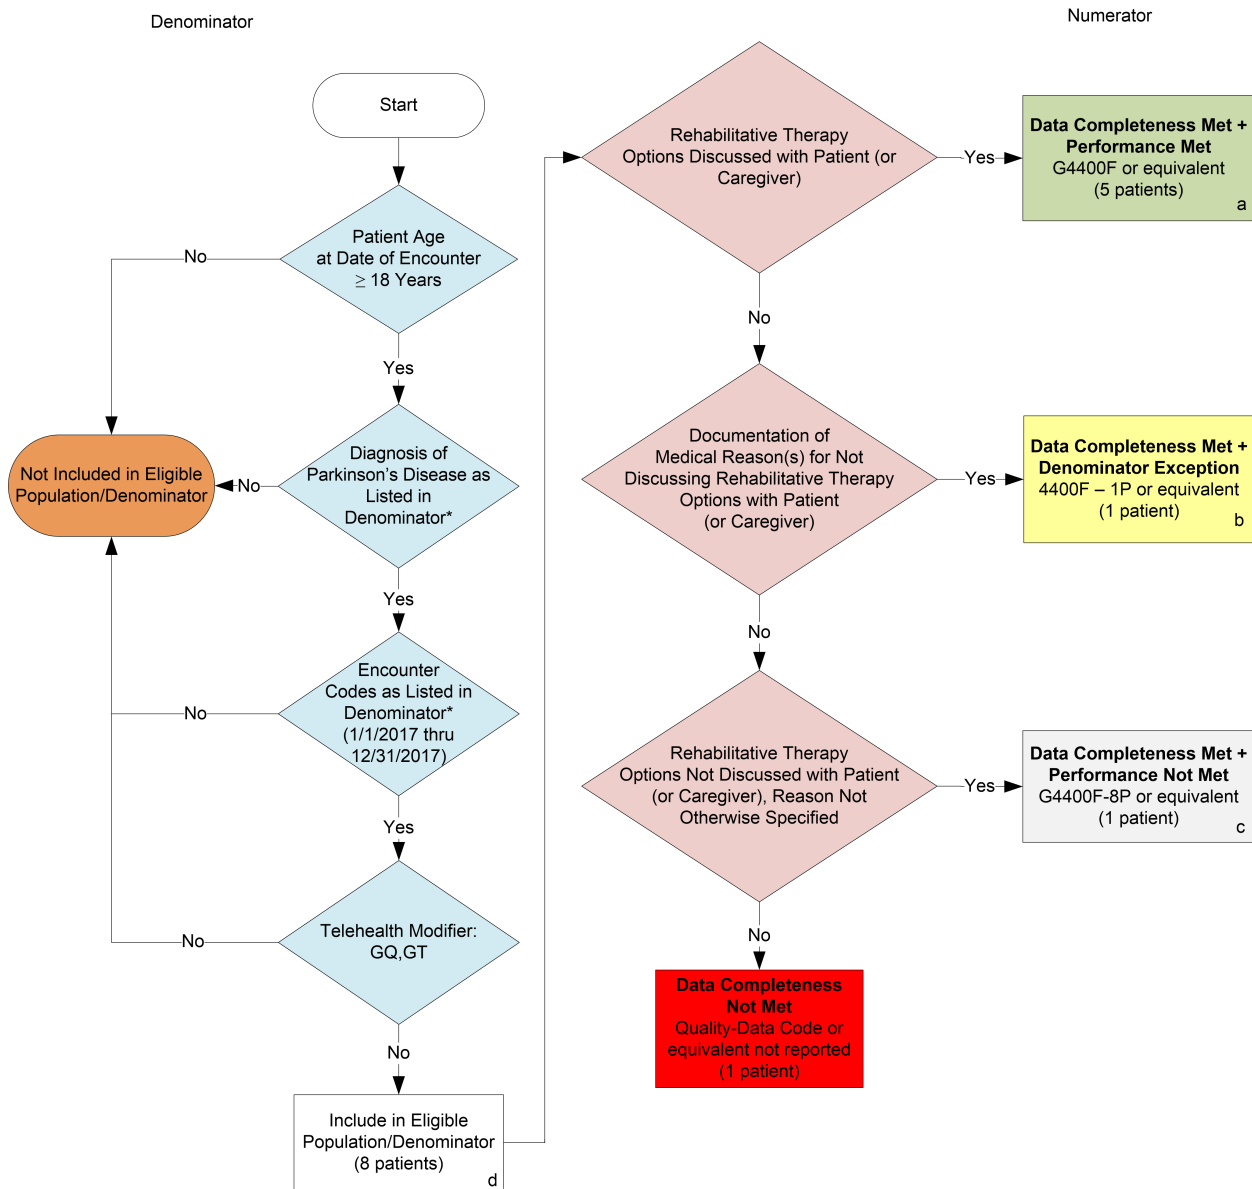 Denominator
Numerator
Start
Patient Age
at Date of Encounter
≥ 18 Years
No
Yes
Diagnosis of
Parkinson's Disease as
Listed in
Denominator*
No
Not Included in Eligible
Population/Denominator
Yes
Encounter
Codes as Listed in
Denominator*
(1/1/2017 thru
12/31/2017)
No
Yes
Telehealth Modifier:
GQ,GT
No
No
Include in Eligible
Population/Denominator
(8 patients)
d
Rehabilitative Therapy
Options Discussed with Patient (or
Caregiver)
Yes
Data Completeness Met +
Performance Met
G4400F or equivalent
(5 patients)
a
No
Documentation of
Medical Reason(s) for Not
Discussing Rehabilitative Therapy
Options with Patient
(or Caregiver)
Yes
Data Completeness Met +
Denominator Exception
4400F – 1P or equivalent
(1 patient)
b
No
Rehabilitative Therapy
Options Not Discussed with Patient
(or Caregiver), Reason Not
Otherwise Specified
Yes
Data Completeness Met +
Performance Not Met
G4400F-8P or equivalent
(1 patient)
c
No
Data Completeness
Not Met
Quality-Data Code or
equivalent not reported
(1 patient)